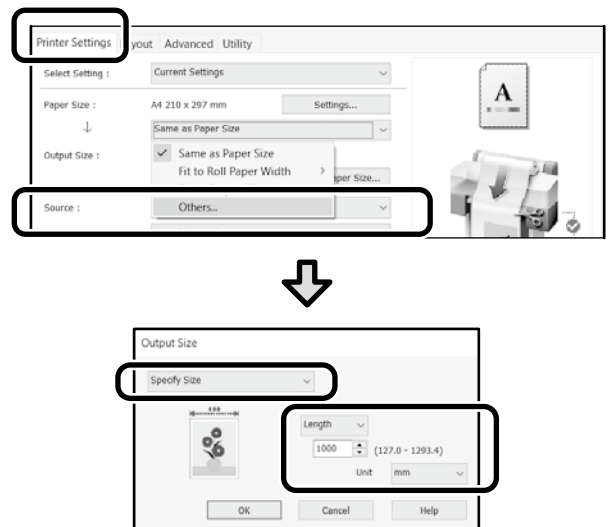 Printer Settings yout Advanced Utility
Select Setting : Current Settings
Paper Size : A4 210 x 297 mm Settings...
↓ Same as Paper Size
Output Size : Same as Paper Size
Fit to Roll Paper Width >
per Size...
Source : Others...
A
Output Size
Specify Size
Length
1000 (127.0 - 1293.4)
Unit mm
OK Cancel Help